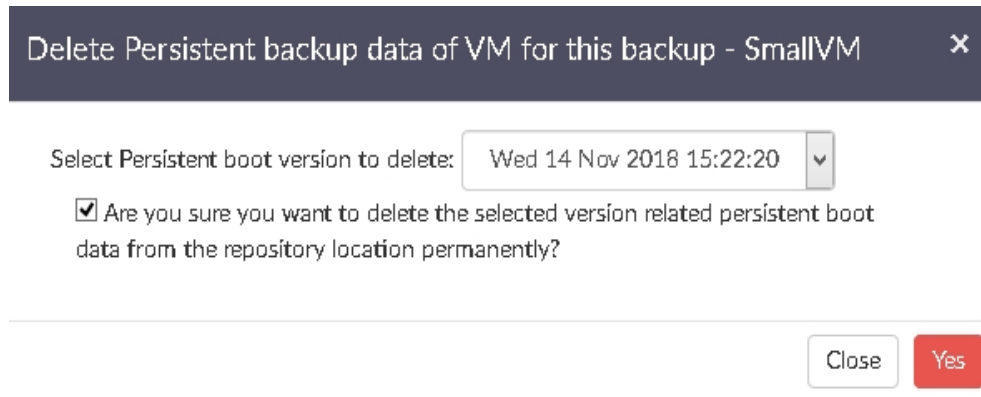 Delete Persistent backup data of VM for this backup - SmallVM ×
Select Persistent boot version to delete: Wed 14 Nov 2018 15:22:20
Are you sure you want to delete the selected version related persistent boot
data from the repository location permanently?
Close Yes